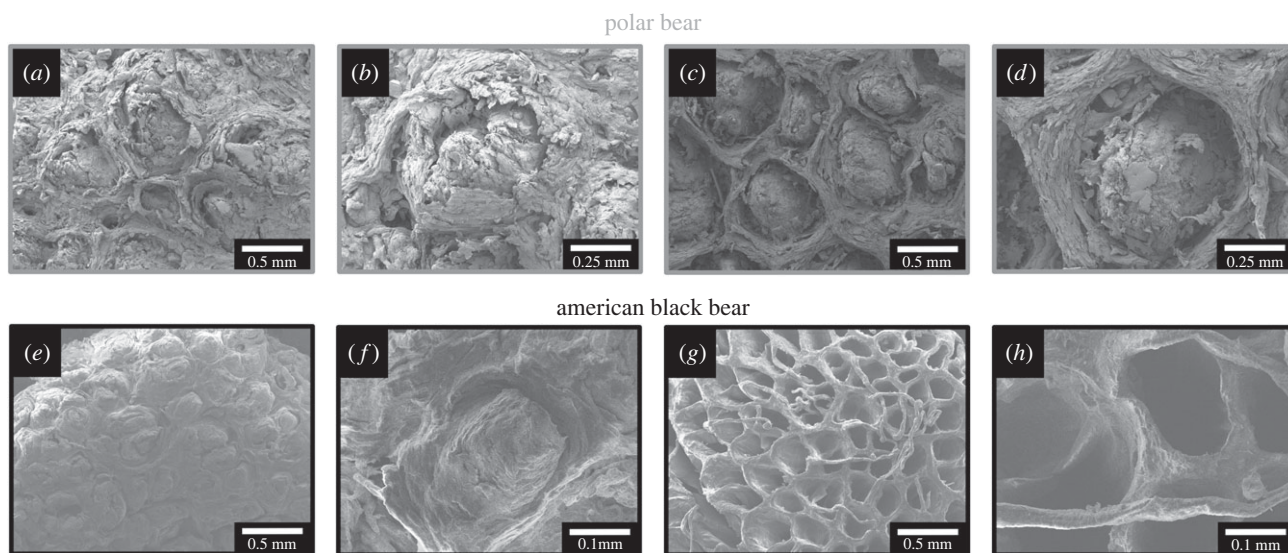 polar bear
(a) (b) (c) (d)
0.5 mm 0.25 mm 0.5 mm 0.25 mm
american black bear
(e) (f) (g) (h)
0.5 mm 0.1mm 0.5 mm 0.1 mm